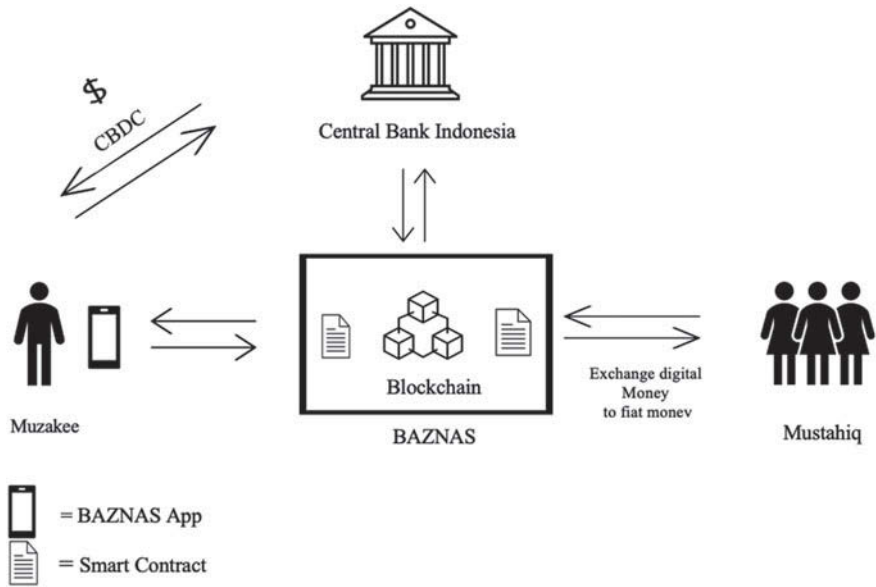 $
CBDC
Central Bank Indonesia
Blockchain
BAZNAS
Exchange digital
Money
to fiat monev
Muzakee
Mustahiq
= BAZNAS App
= Smart Contract